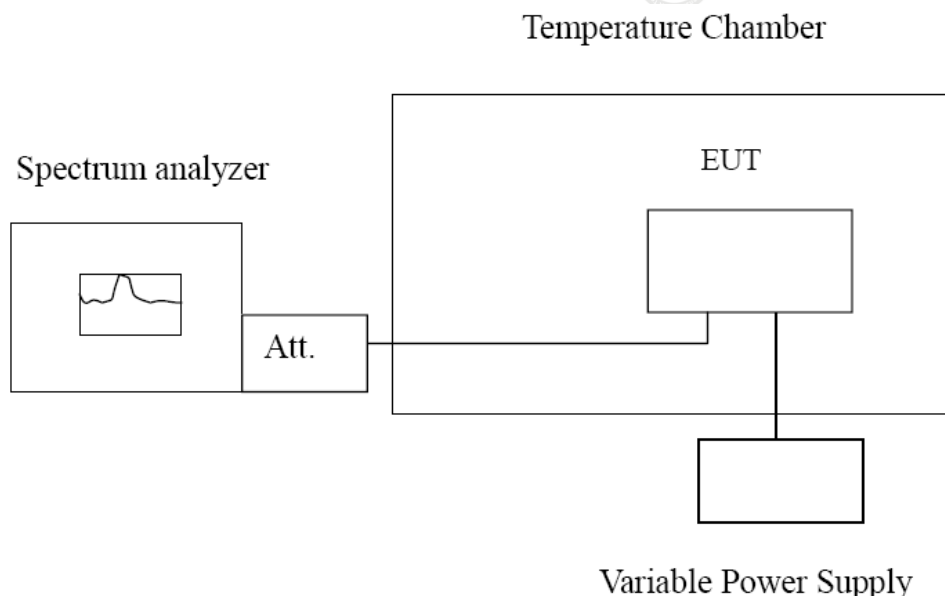 Temperature Chamber
Spectrum analyzer
EUT
Att.
Variable Power Supply